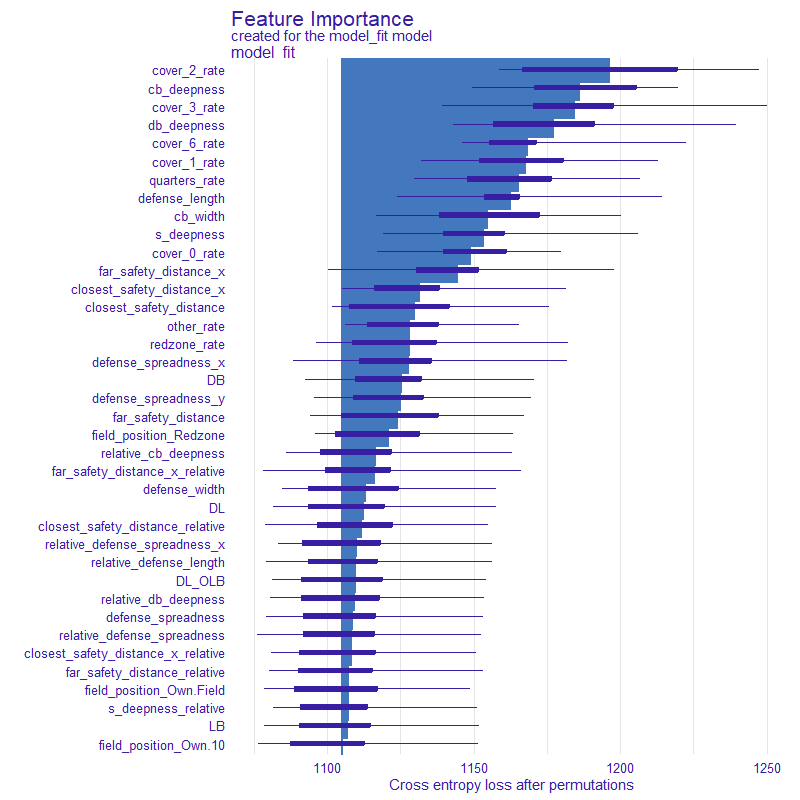 Feature Importance
created for the model_fit model
model_fit
cover_2_rate
cb_deepness
cover_3_rate
db_deepness
cover_6_rate
cover_1_rate
quarters_rate
defense_length
cb_width
s_deepness
cover_0_rate
far_safety_distance_x
closest_safety_distance_x
closest_safety_distance
other_rate
redzone_rate
defense_spreadness_x
DB
defense_spreadness_y
far_safety_distance
field_position_Redzone
relative_cb_deepness
far_safety_distance_x_relative
defense_width
DL
closest_safety_distance_relative
relative_defense_spreadness_x
relative_defense_length
DL_OLB
relative_db_deepness
defense_spreadness
relative_defense_spreadness
closest_safety_distance_x_relative
far_safety_distance_relative
field_position_Own.Field
s_deepness_relative
LB
field_position_Own.10
1100 1150 1200 1250
Cross entropy loss after permutations